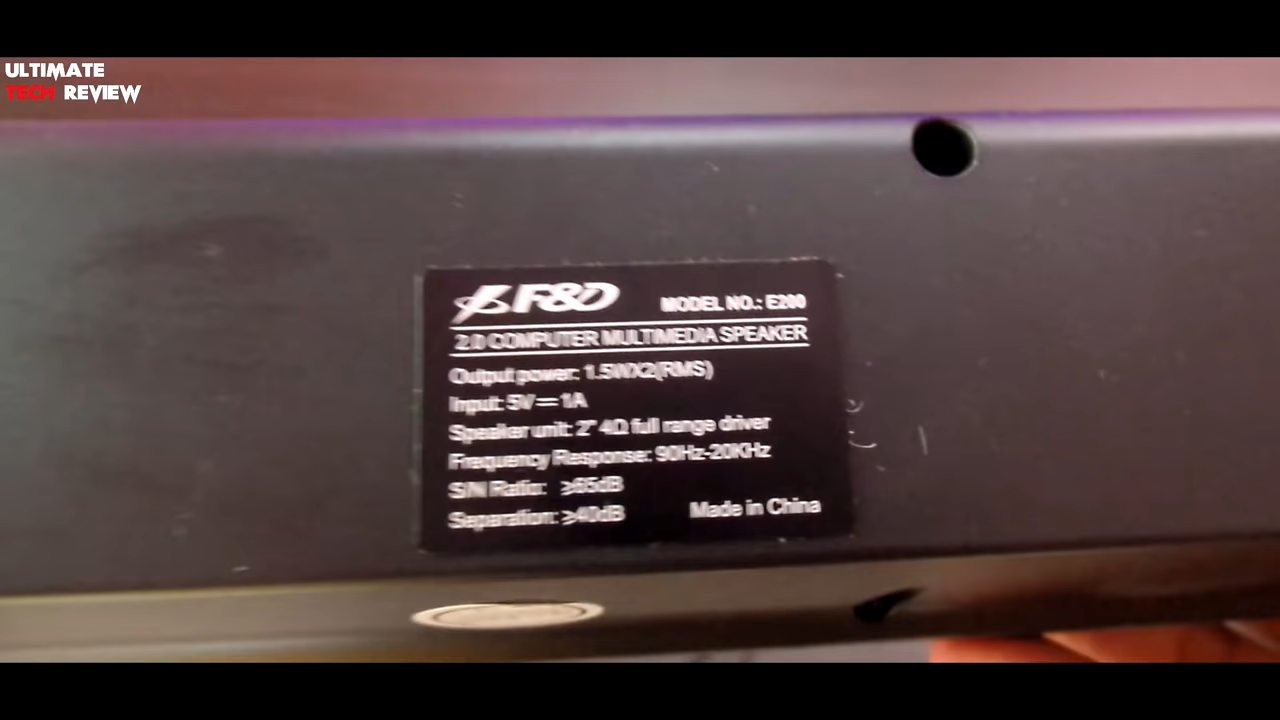 ULTIMATE
TECH REVIEW
F&D
MODEL NO.: E200
2.0 COMPUTER MULTIMEDIA SPEAKER
Output power: 1.5WX2(RMS)
Input: 5V⎓1A
Speaker unit: 2" 4Ω full range driver
Frequency Response: 90Hz-20KHz
S/N Ratio: ≥65dB
Separation: ≥40dB
Made in China